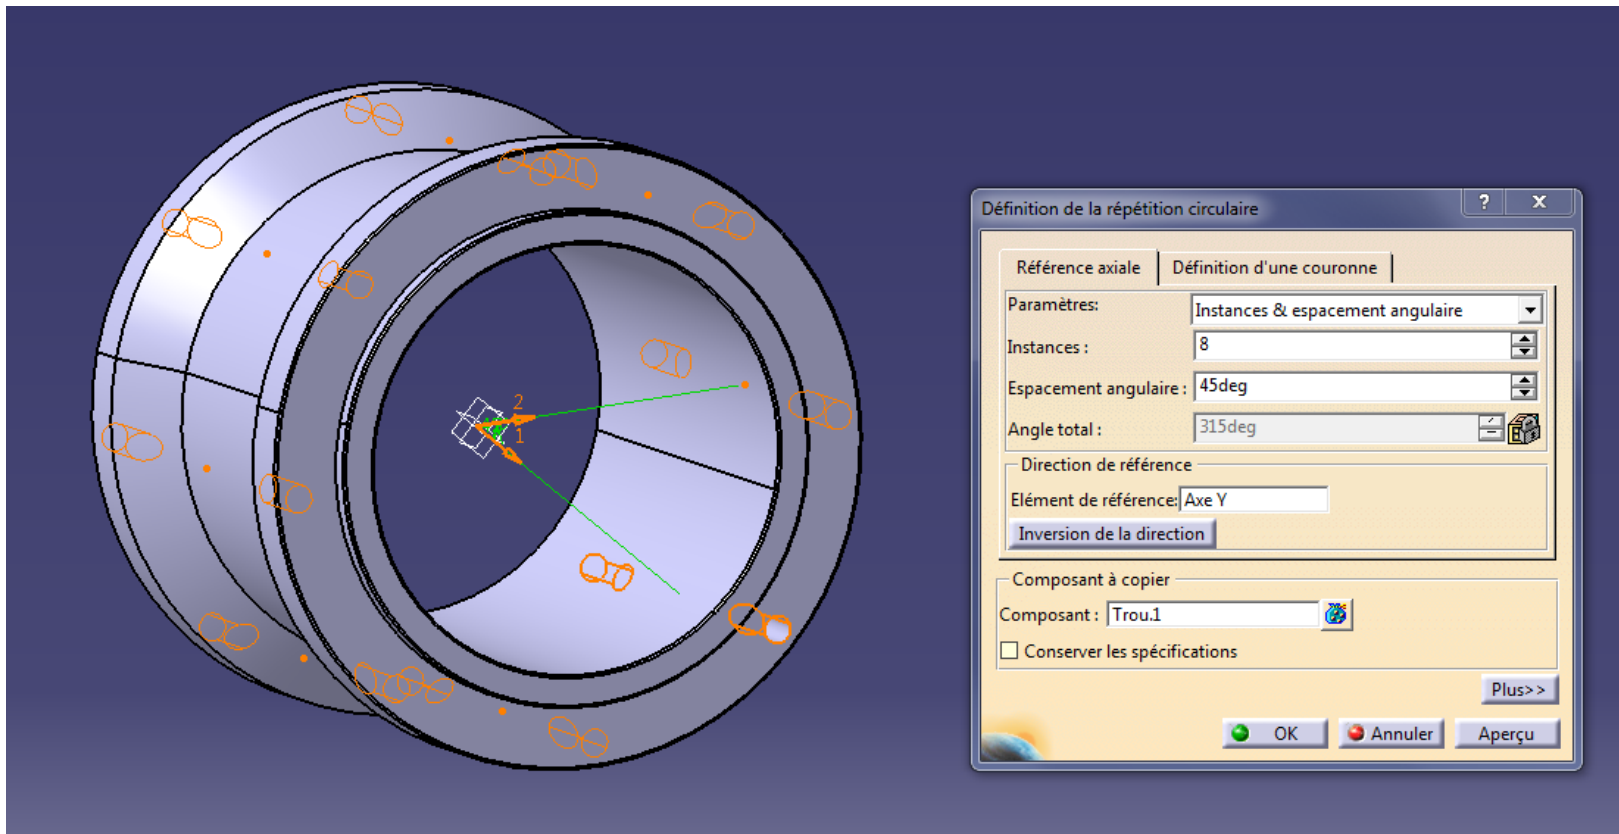 2
1
Définition de la répétition circulaire
? X
Référence axiale Définition d'une couronne
Paramètres: Instances & espacement angulaire
Instances : 8
Espacement angulaire : 45deg
Angle total : 315deg
Direction de référence
Elément de référence: Axe Y
Inversion de la direction
Composant à copier
Composant : Trou.1
Conserver les spécifications
Plus>>
OK Annuler Aperçu